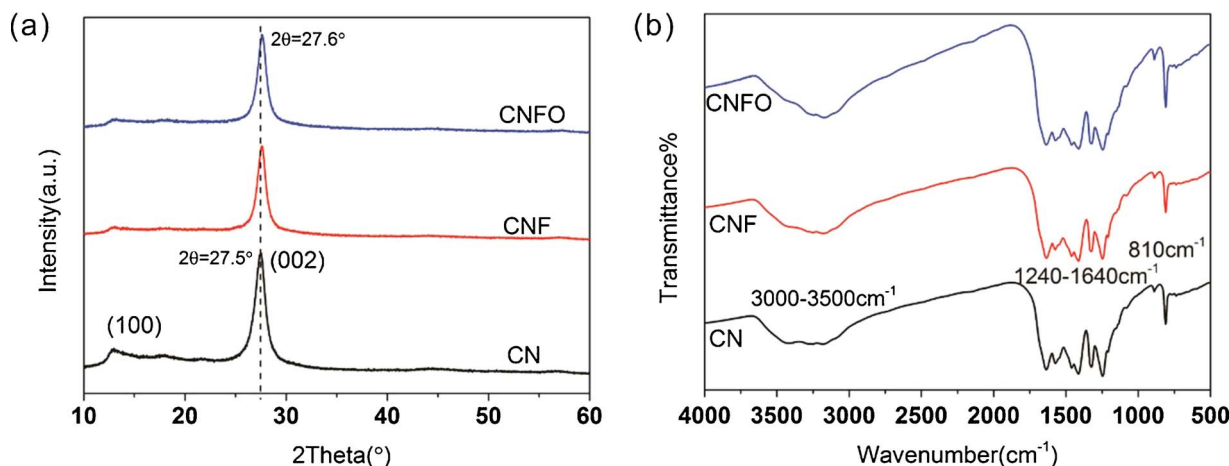 (a)
2θ=27.6°
CNFO
CNF
2θ=27.5°
(002)
(100)
CN
10
20
30
40
50
60
2Theta(°)
Intensity(a.u.)
(b)
CNFO
CNF
810cm⁻¹
1240-1640cm⁻¹
3000-3500cm⁻¹
CN
4000 3500 3000 2500 2000 1500 1000 500
Wavenumber(cm⁻¹)
Transmittance%